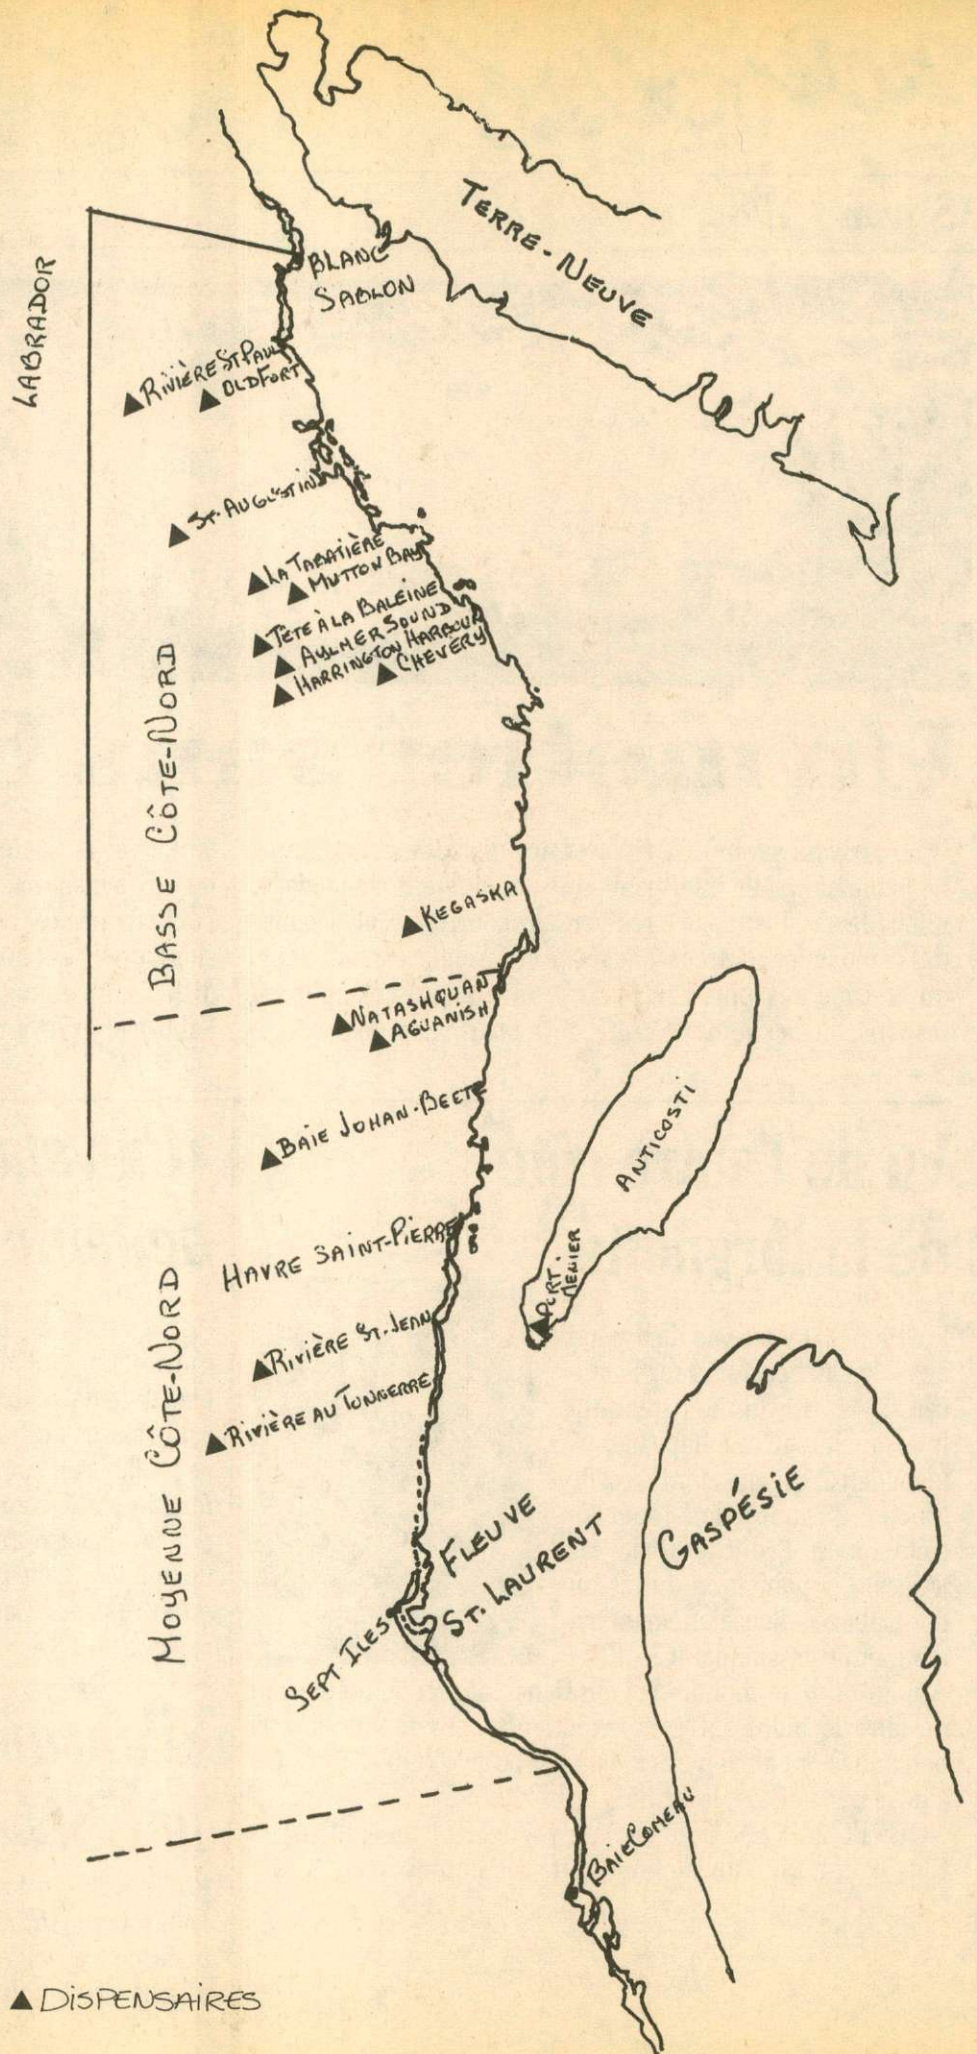 TERRE-NEUVE
LABRADOR
BLANC
SABLON
▲ RIVIÈRE ST PAUL
▲ OLD FORT
▲ ST. AUGUSTIN
▲ LA TABATIÈRE
▲ MUTTON BAY
▲ TÊTE À LA BALEINE
▲ AYLMER SOUND
▲ HARRINGTON HARBOUR
▲ CHEVERY
BASSE CÔTE-NORD
▲ KEGASKA
▲ NATASHQUAN
▲ AGUANISH
▲ BAIE JOHAN-BEETZ
ANTICOSTI
PORT.
MENIER
HAVRE SAINT-PIERRE
▲ RIVIÈRE ST. JEAN
▲ RIVIÈRE AU TONNERRE
MOYENNE CÔTE-NORD
GASPÉSIE
FLEUVE
ST. LAURENT
SEPT ILES
BAIE COMEAU
▲ DISPENSAIRES